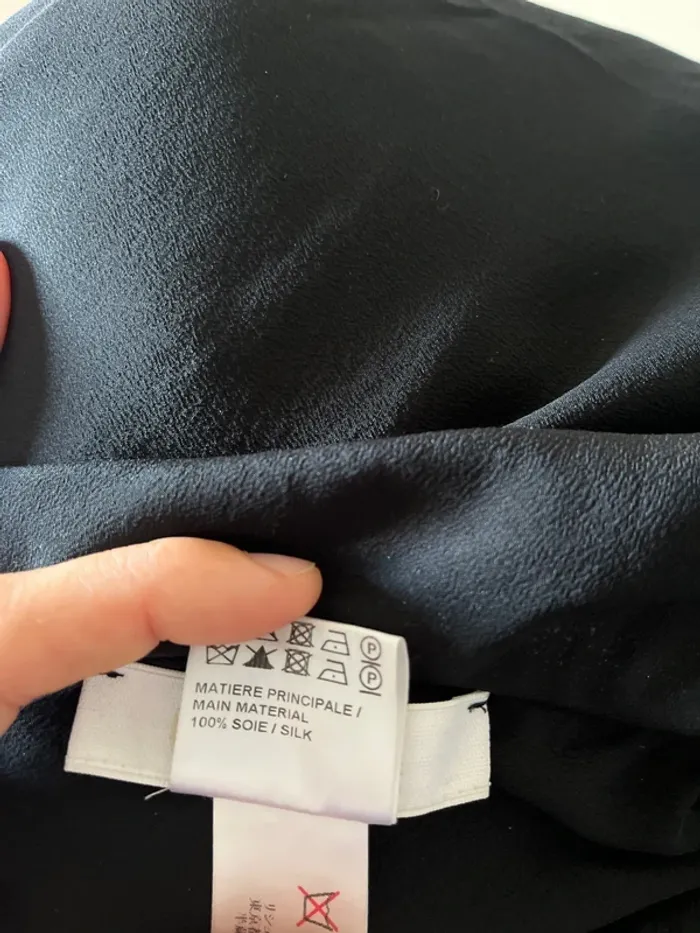 P
P
MATIERE PRINCIPALE /
MAIN MATERIAL
100% SOIE / SILK